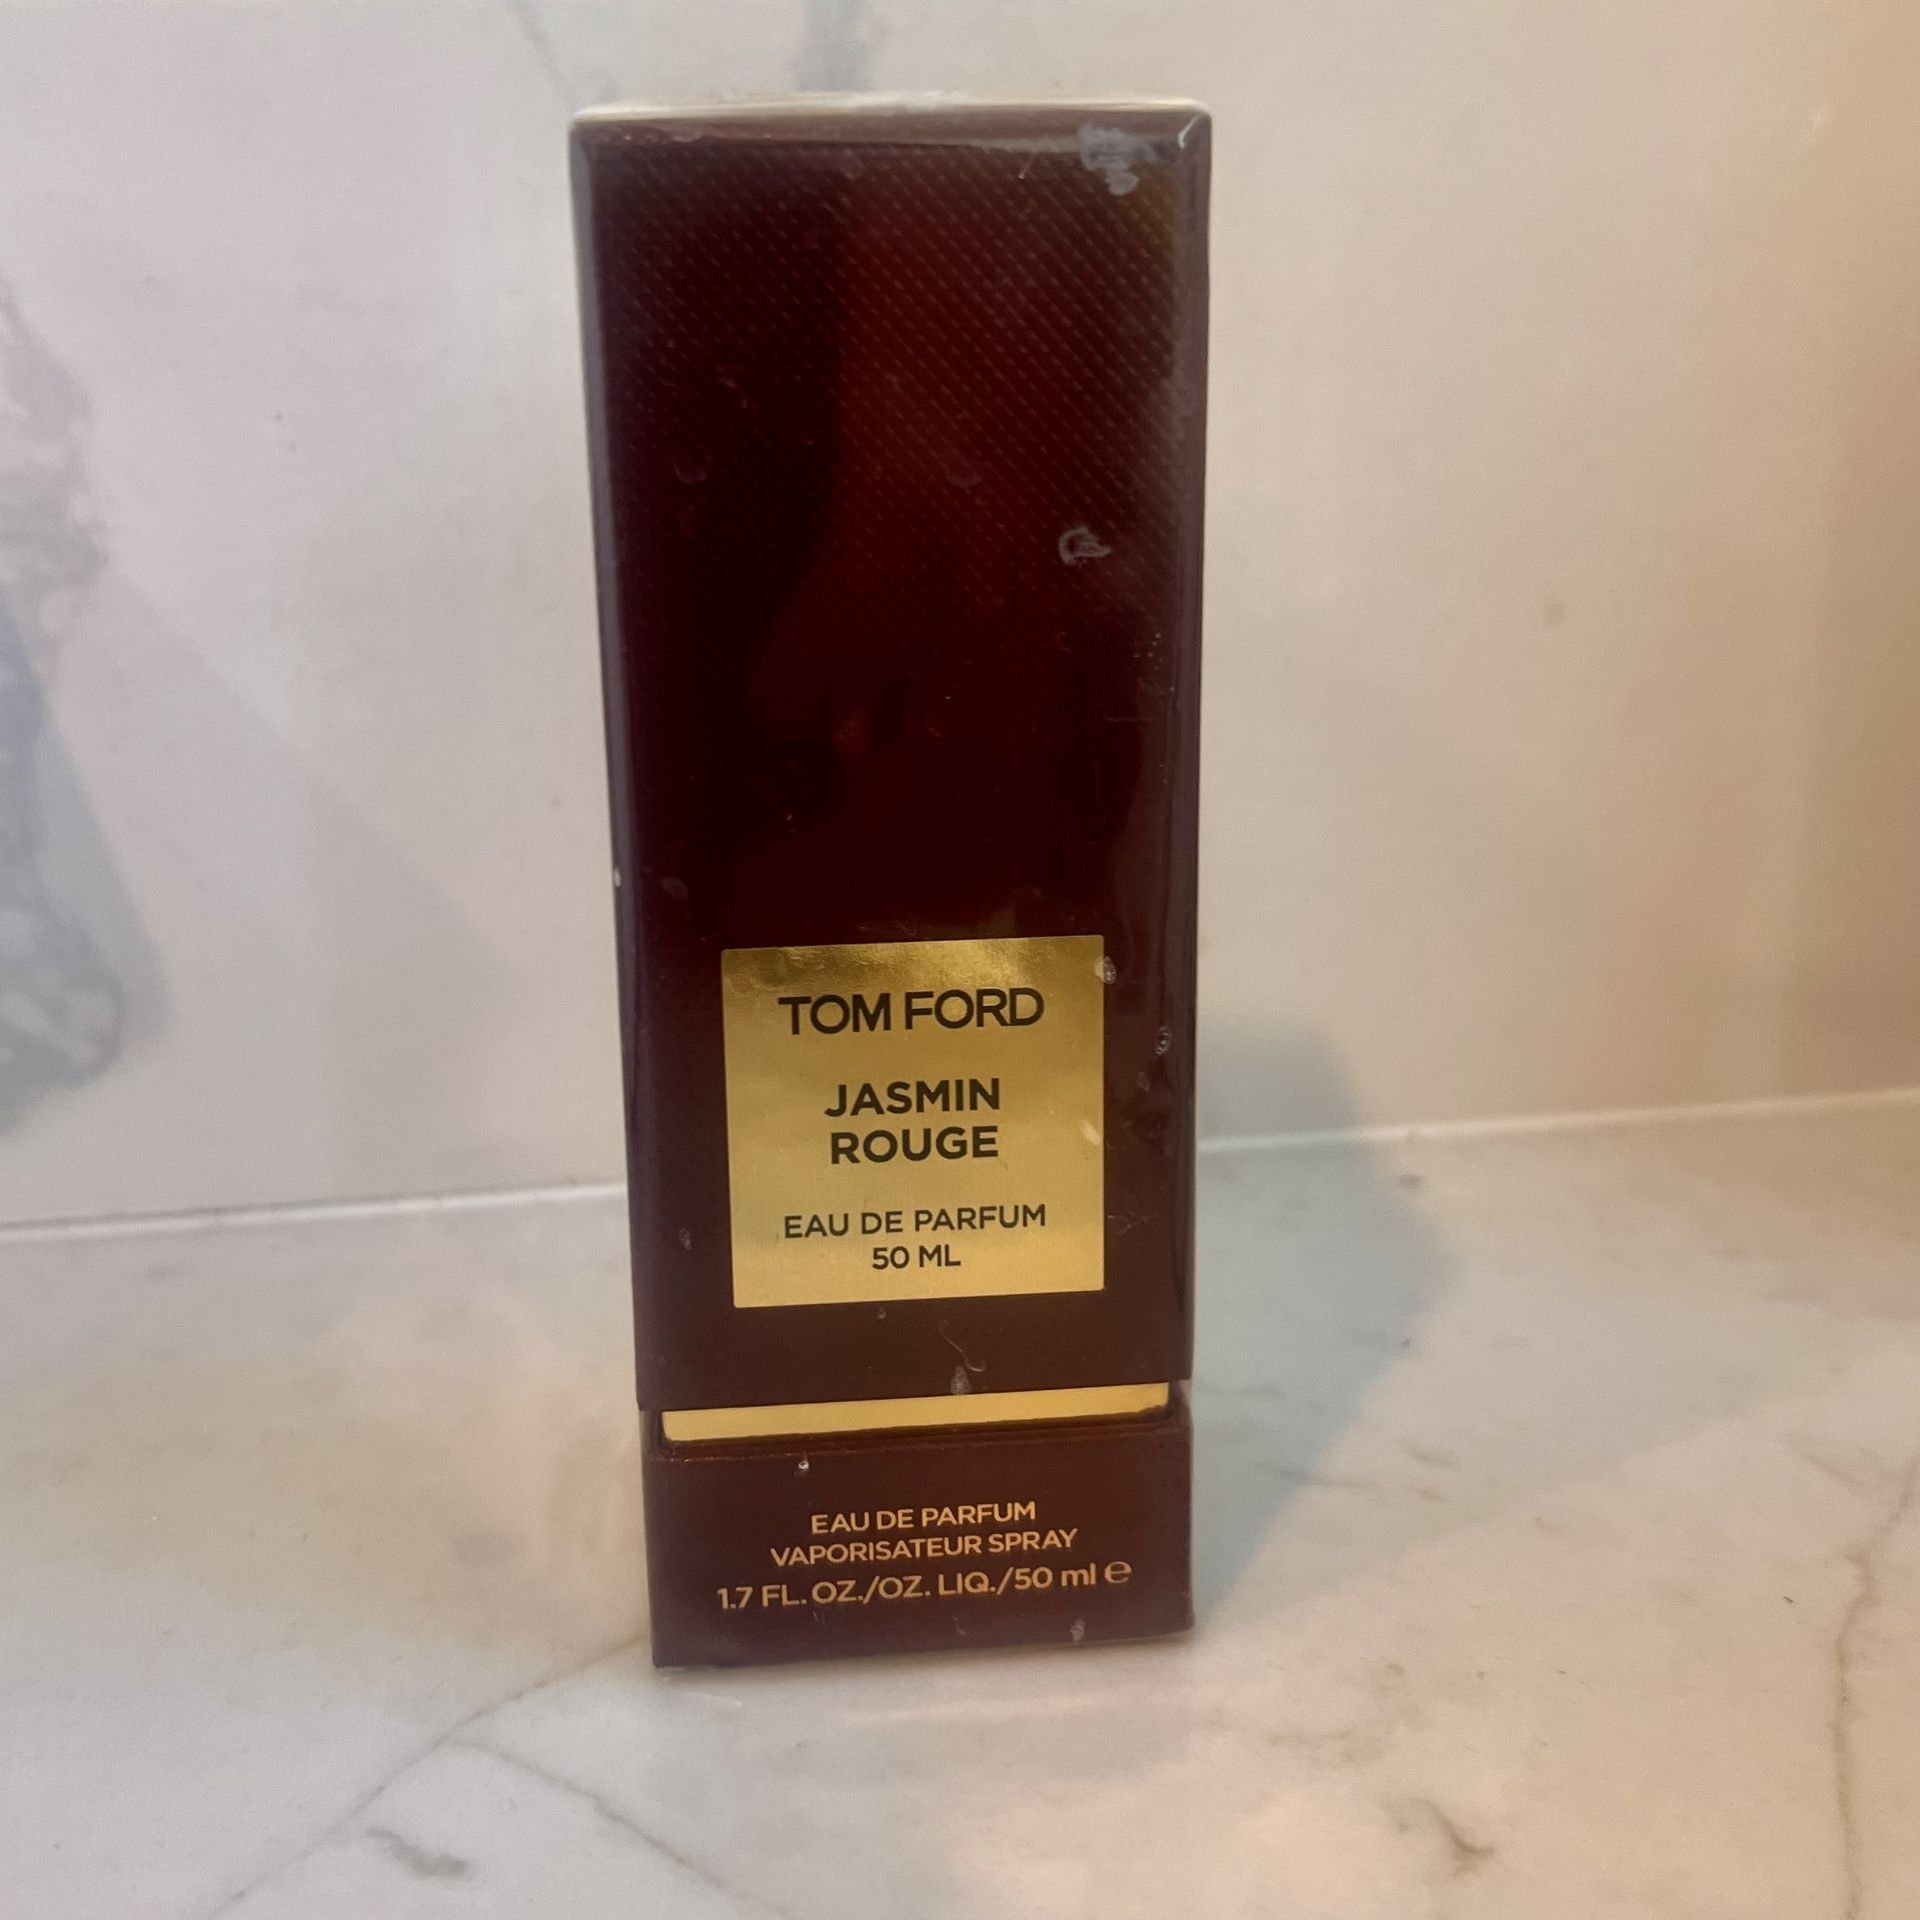 TOM FORD
JASMIN
ROUGE
EAU DE PARFUM
50 ML
EAU DE PARFUM
VAPORISATEUR SPRAY
1.7 FL. OZ./OZ. LIQ./50 ml ℮